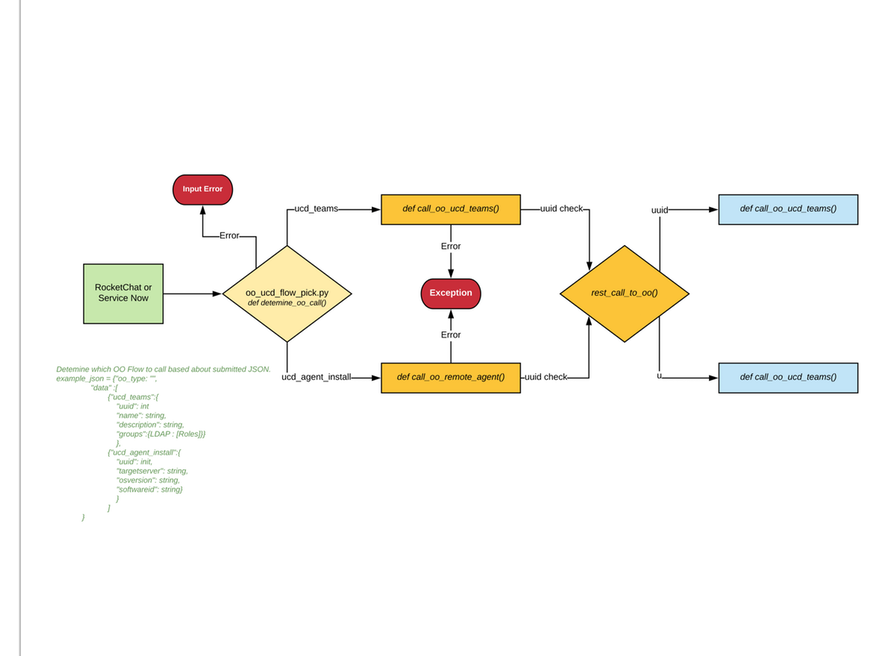 Input Error
Error
ucd_teams
def call_oo_ucd_teams()
uuid check
uuid
def call_oo_ucd_teams()
Error
RocketChat or
Service Now
oo_ucd_flow_pick.py
def detemine_oo_call()
Exception
rest_call_to_oo()
Error
ucd_agent_install
def call_oo_remote_agent()
uuid check
u
def call_oo_ucd_teams()
Detemine which OO Flow to call based about submitted JSON.
example_json = {"oo_type: "",
"data" :[
{"ucd_teams":{
"uuid": int
"name": string,
"description": string,
"groups":{LDAP : [Roles]}}
},
{"ucd_agent_install":{
"uuid": init,
"targetserver": string,
"osversion": string,
"softwareid": string}
}
]
}